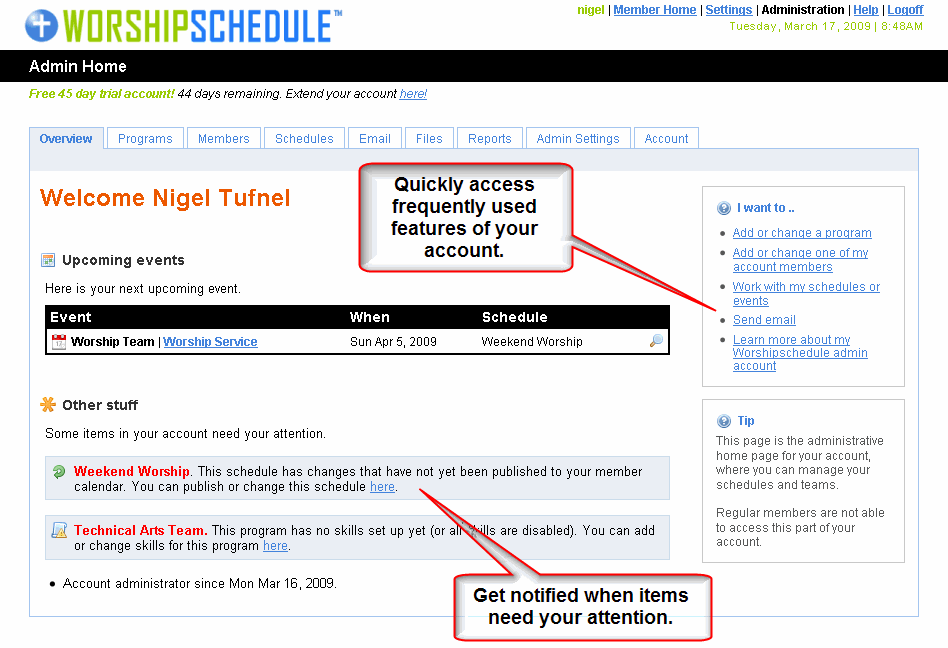 WORSHIPSCHEDULE™
nigel | Member Home | Settings | Administration | Help | Logoff
Tuesday, March 17, 2009 | 8:48AM
Admin Home
Free 45 day trial account! 44 days remaining. Extend your account here!
Overview Programs Members Schedules Email Files Reports Admin Settings Account
Welcome Nigel Tufnel
Quickly access
frequently used
features of your
account.
Upcoming events
Here is your next upcoming event.
Event When Schedule
Worship Team | Worship Service Sun Apr 5, 2009 Weekend Worship
Other stuff
Some items in your account need your attention.
Weekend Worship. This schedule has changes that have not yet been published to your member
calendar. You can publish or change this schedule here.
Technical Arts Team. This program has no skills set up yet (or all skills are disabled). You can add
or change skills for this program here.
Account administrator since Mon Mar 16, 2009.
Get notified when items
need your attention.
I want to ..
Add or change a program
Add or change one of my
account members
Work with my schedules or
events
Send email
Learn more about my
Worshipschedule admin
account
Tip
This page is the administrative
home page for your account,
where you can manage your
schedules and teams.
Regular members are not able
to access this part of your
account.